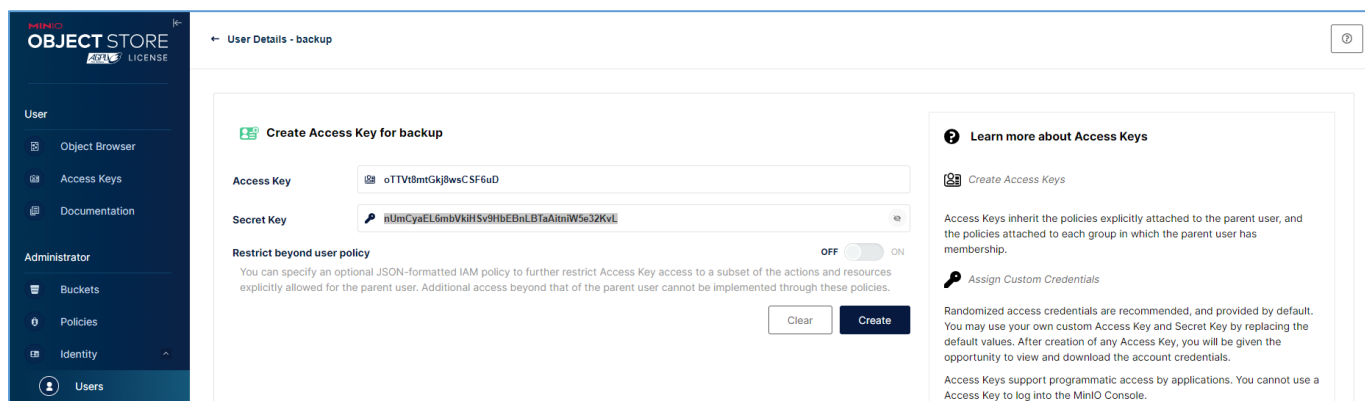 MINIO
OBJECT STORE
AGPLV3 LICENSE
User
Object Browser
Access Keys
Documentation
Administrator
Buckets
Policies
Identity
Users
← User Details - backup
Create Access Key for backup
Access Key oTTVt8mtGkj8wsCSF6uD
Secret Key nUmCyaEL6mbVkiHSv9HbEBnLBTaAitniW5e32KvL
Restrict beyond user policy OFF ON
You can specify an optional JSON-formatted IAM policy to further restrict Access Key access to a subset of the actions and resources
explicitly allowed for the parent user. Additional access beyond that of the parent user cannot be implemented through these policies.
Clear Create
Learn more about Access Keys
Create Access Keys
Access Keys inherit the policies explicitly attached to the parent user, and
the policies attached to each group in which the parent user has
membership.
Assign Custom Credentials
Randomized access credentials are recommended, and provided by default.
You may use your own custom Access Key and Secret Key by replacing the
default values. After creation of any Access Key, you will be given the
opportunity to view and download the account credentials.
Access Keys support programmatic access by applications. You cannot use a
Access Key to log into the MinIO Console.